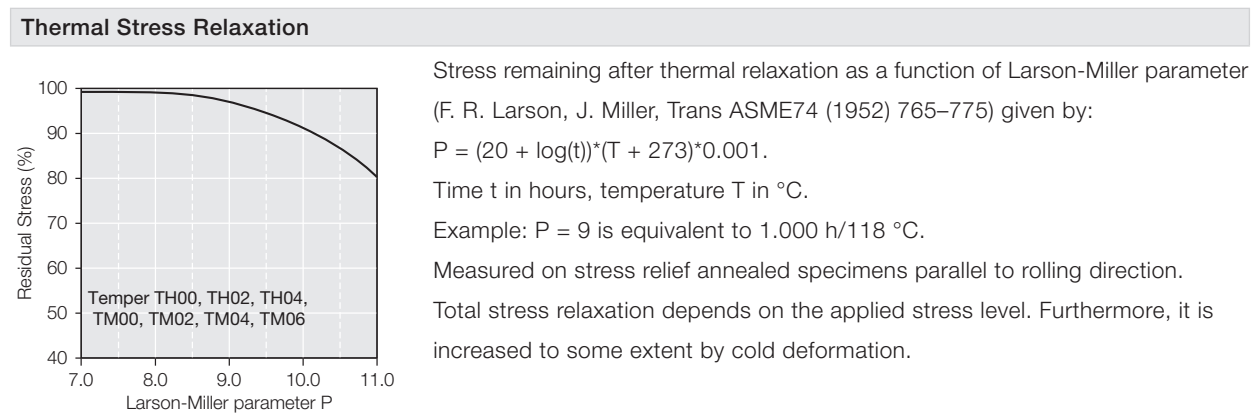 Thermal Stress Relaxation
100
90
80
70
60
50
40
Residual Stress (%)
Temper TH00, TH02, TH04,
TM00, TM02, TM04, TM06
7.0 8.0 9.0 10.0 11.0
Larson-Miller parameter P
Stress remaining after thermal relaxation as a function of Larson-Miller parameter
(F. R. Larson, J. Miller, Trans ASME74 (1952) 765–775) given by:
P = (20 + log(t))*(T + 273)*0.001.
Time t in hours, temperature T in °C.
Example: P = 9 is equivalent to 1.000 h/118 °C.
Measured on stress relief annealed specimens parallel to rolling direction.
Total stress relaxation depends on the applied stress level. Furthermore, it is
increased to some extent by cold deformation.